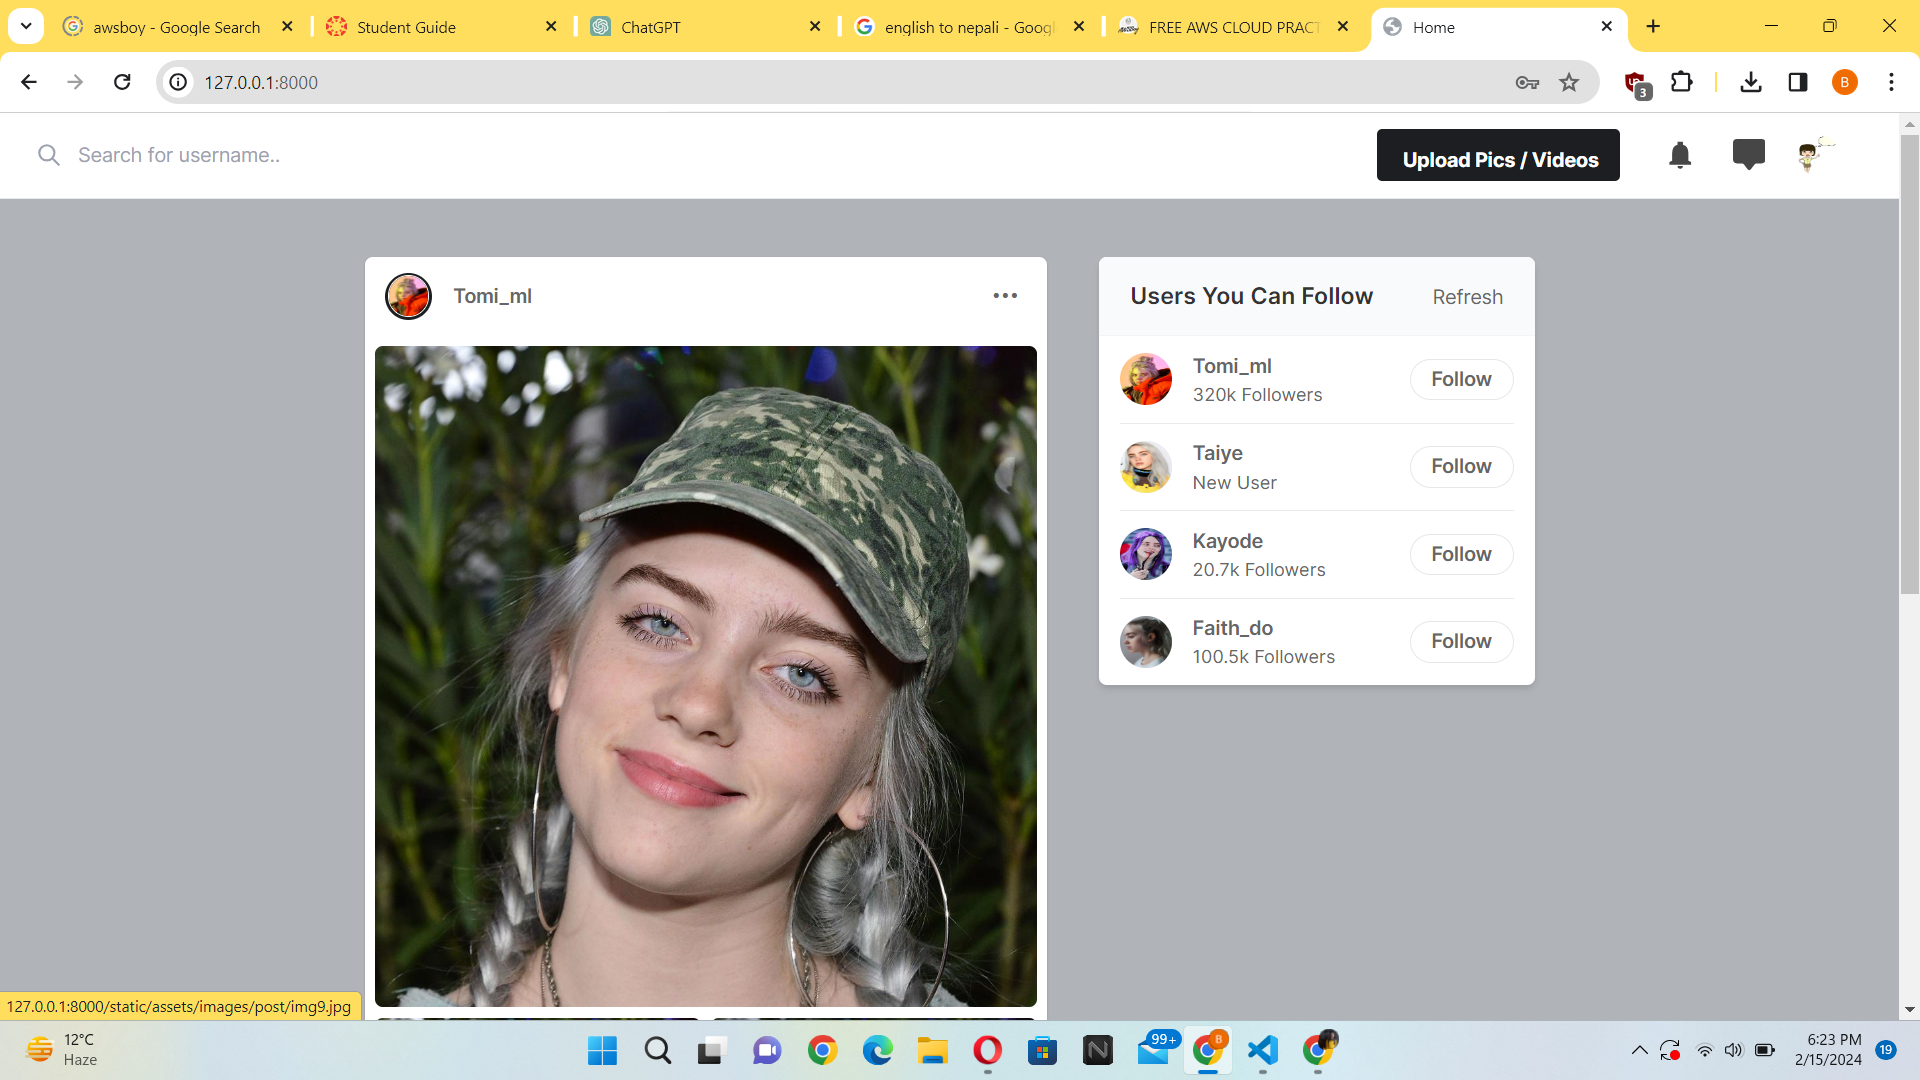 awsboy - Google Search
Student Guide
ChatGPT
english to nepali - Goog
FREE AWS CLOUD PRACT
Home
127.0.0.1:8000
3
B
Search for username..
Upload Pics / Videos
Tomi_ml
Users You Can Follow
Refresh
Tomi_ml
320k Followers
Follow
Taiye
New User
Follow
Kayode
20.7k Followers
Follow
Faith_do
100.5k Followers
Follow
127.0.0.1:8000/static/assets/images/post/img9.jpg
12°C
Haze
99+
B
6:23 PM
2/15/2024
19